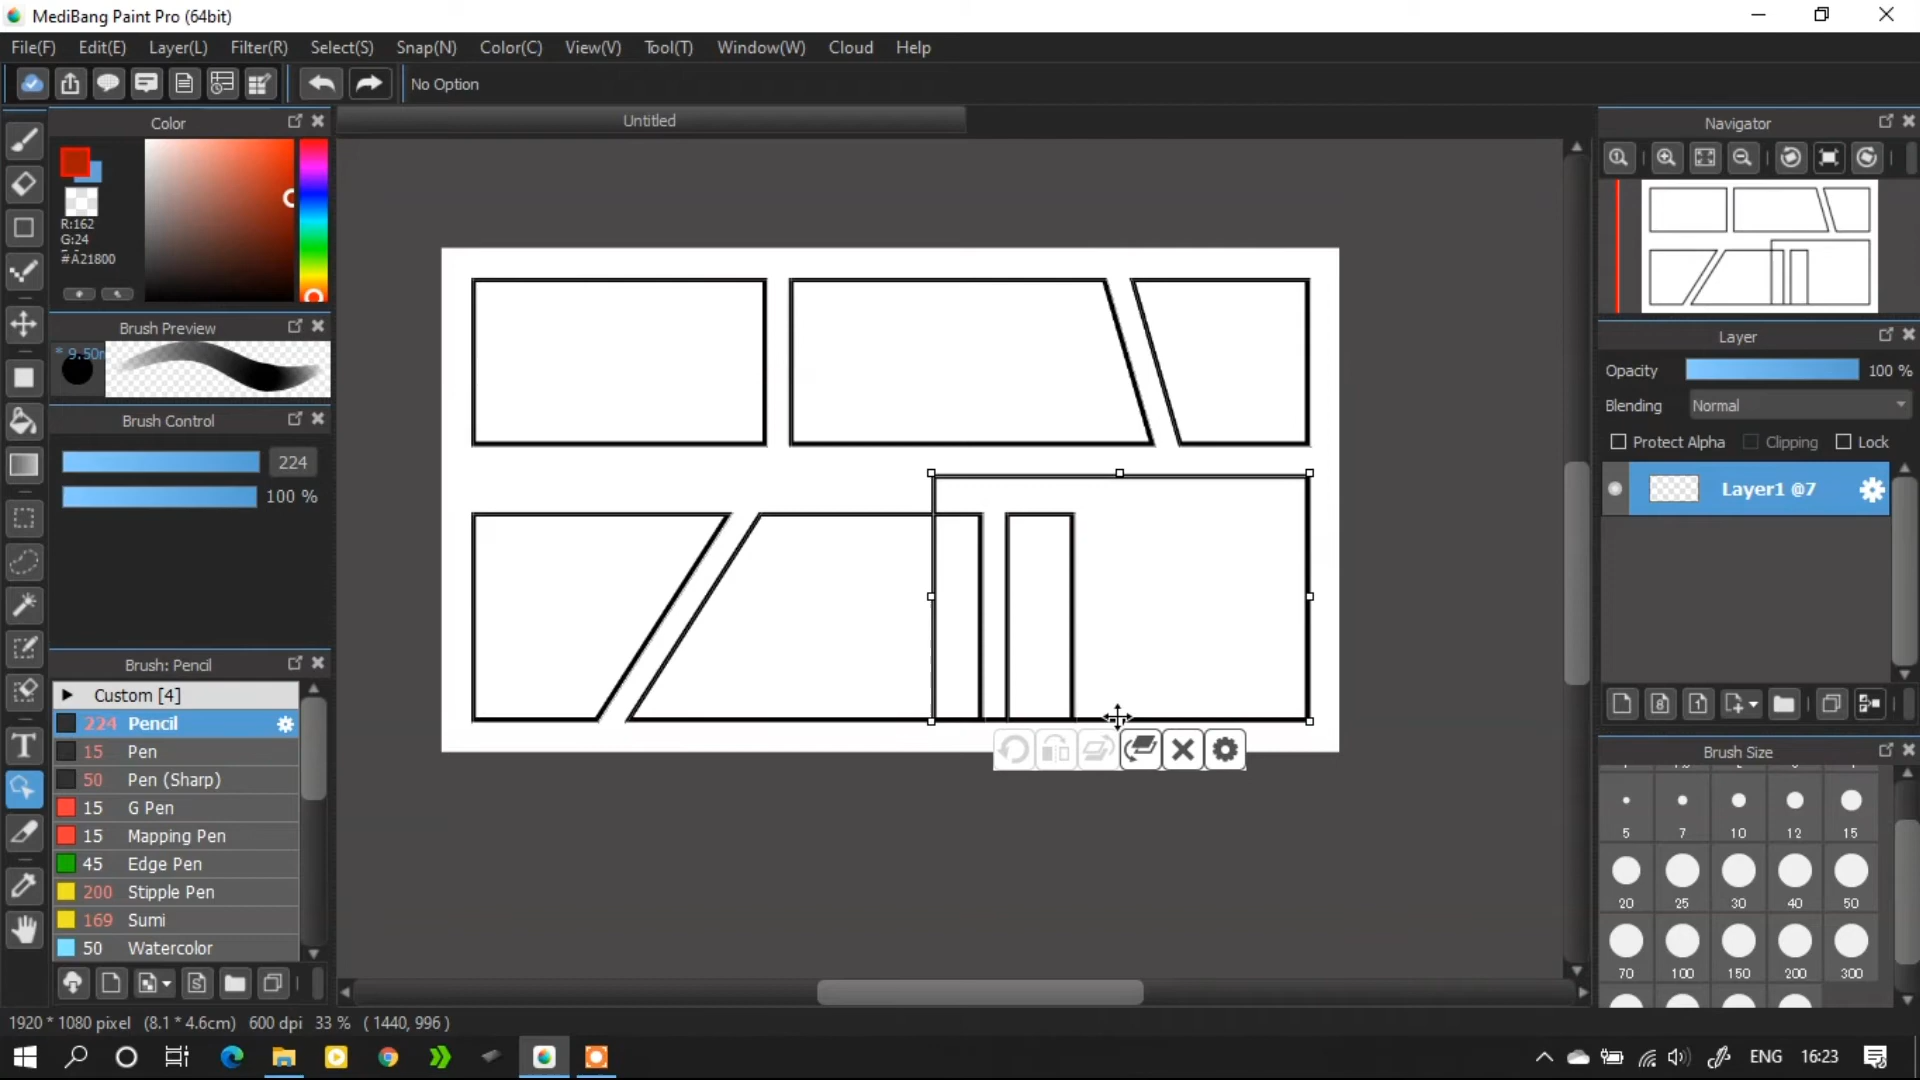 MediBang Paint Pro (64bit)
File(F) Edit(E) Layer(L) Filter(R) Select(S) Snap(N) Color(C) View(V) Tool(T) Window(W) Cloud Help
No Option
Color
Untitled
Navigator
R:162
G:24
#A21800
Brush Preview
* 9.50
Layer
Opacity 100 %
Blending Normal
Brush Control
Protect Alpha Clipping Lock
224
100 %
Layer1 @7
Brush: Pencil
Custom [4]
224 Pencil
15 Pen
50 Pen (Sharp)
15 G Pen
15 Mapping Pen
45 Edge Pen
200 Stipple Pen
169 Sumi
50 Watercolor
Brush Size
5 7 10 12 15
20 25 30 40 50
70 100 150 200 300
1920 * 1080 pixel (8.1 * 4.6cm) 600 dpi 33 % ( 1440, 996 )
ENG 16:23